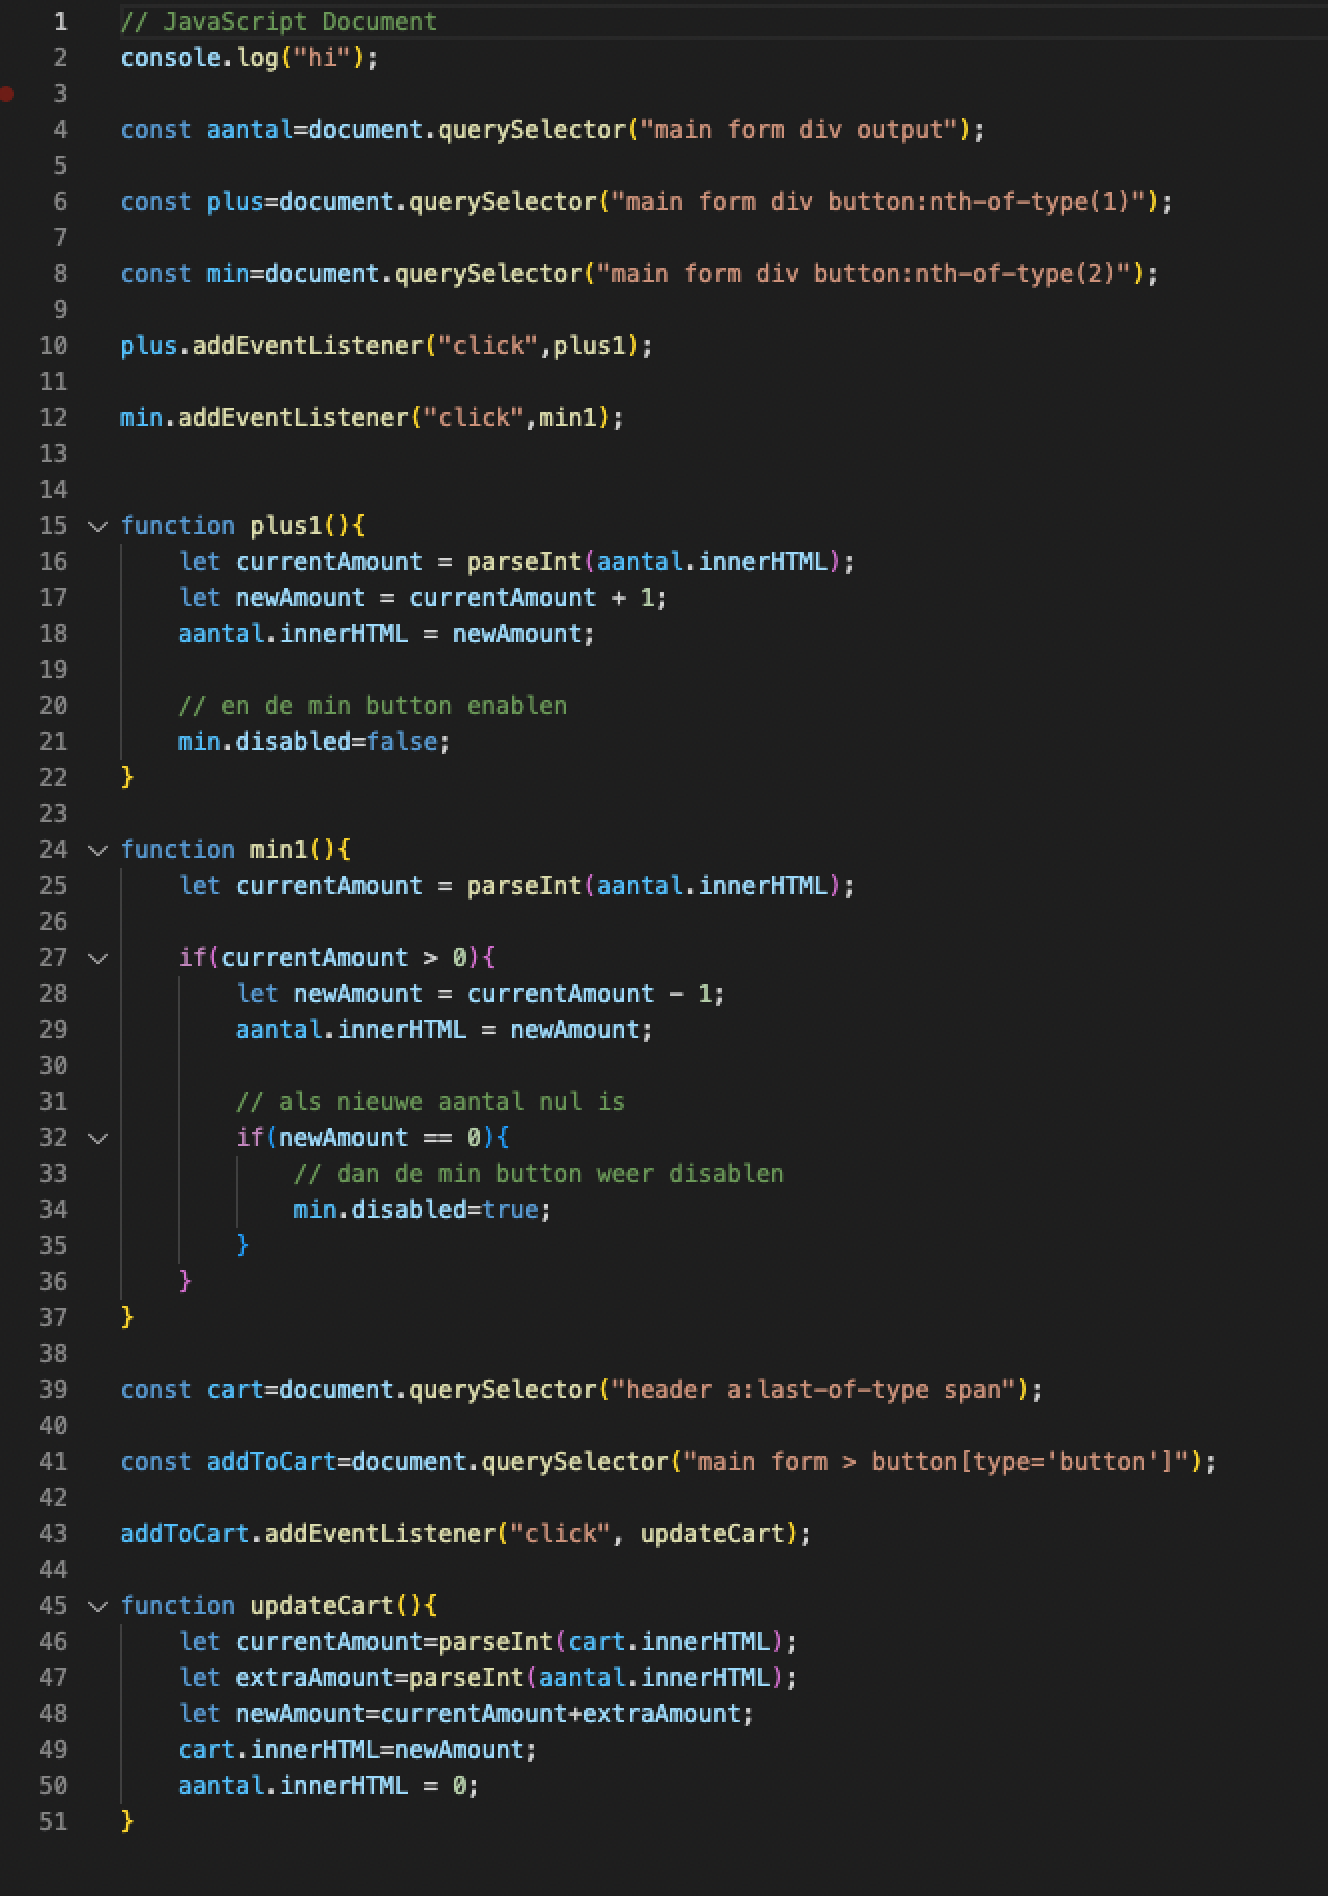 1 // JavaScript Document
2 console.log("hi");
3
4 const aantal=document.querySelector("main form div output");
5
6 const plus=document.querySelector("main form div button:nth-of-type(1)");
7
8 const min=document.querySelector("main form div button:nth-of-type(2)");
9
10 plus.addEventListener("click",plus1);
11
12 min.addEventListener("click",min1);
13
14
15 function plus1(){
16     let currentAmount = parseInt(aantal.innerHTML);
17     let newAmount = currentAmount + 1;
18     aantal.innerHTML = newAmount;
19
20     // en de min button enablen
21     min.disabled=false;
22 }
23
24 function min1(){
25     let currentAmount = parseInt(aantal.innerHTML);
26
27     if(currentAmount > 0){
28         let newAmount = currentAmount - 1;
29         aantal.innerHTML = newAmount;
30
31         // als nieuwe aantal nul is
32         if(newAmount == 0){
33             // dan de min button weer disablen
34             min.disabled=true;
35         }
36     }
37 }
38
39 const cart=document.querySelector("header a:last-of-type span");
40
41 const addToCart=document.querySelector("main form > button[type='button']");
42
43 addToCart.addEventListener("click", updateCart);
44
45 function updateCart(){
46     let currentAmount=parseInt(cart.innerHTML);
47     let extraAmount=parseInt(aantal.innerHTML);
48     let newAmount=currentAmount+extraAmount;
49     cart.innerHTML=newAmount;
50     aantal.innerHTML = 0;
51 }